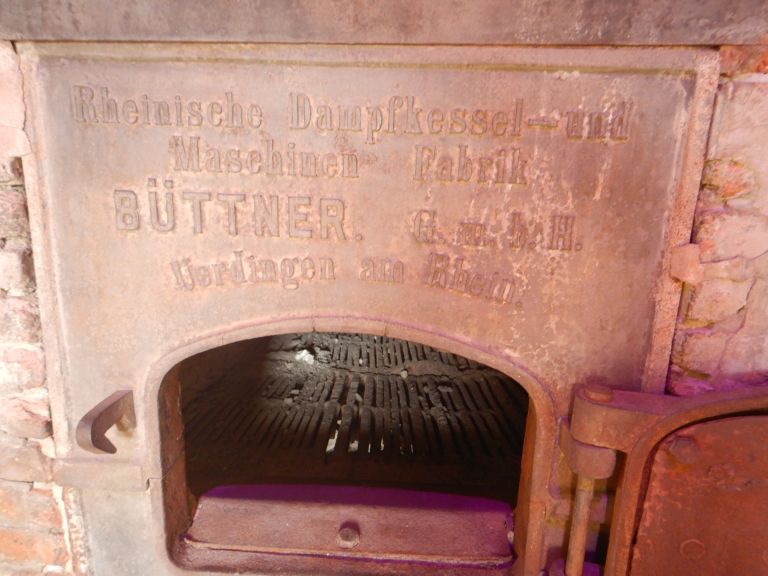 Rheinische Dampfkessel- und
Maschinen Fabrik
BÜTTNER. G. m. b. H.
Uerdingen am Rhein.